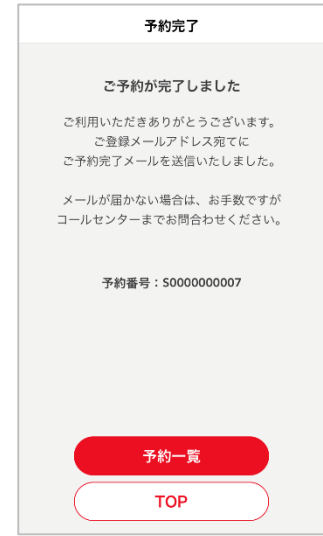 予約完了
ご予約が完了しました
ご利用いただきありがとうございます。
ご登録メールアドレス宛てに
ご予約完了メールを送信いたしました。
メールが届かない場合は、お手数ですが
コールセンターまでお問合わせください。
予約番号：S0000000007
予約一覧
TOP